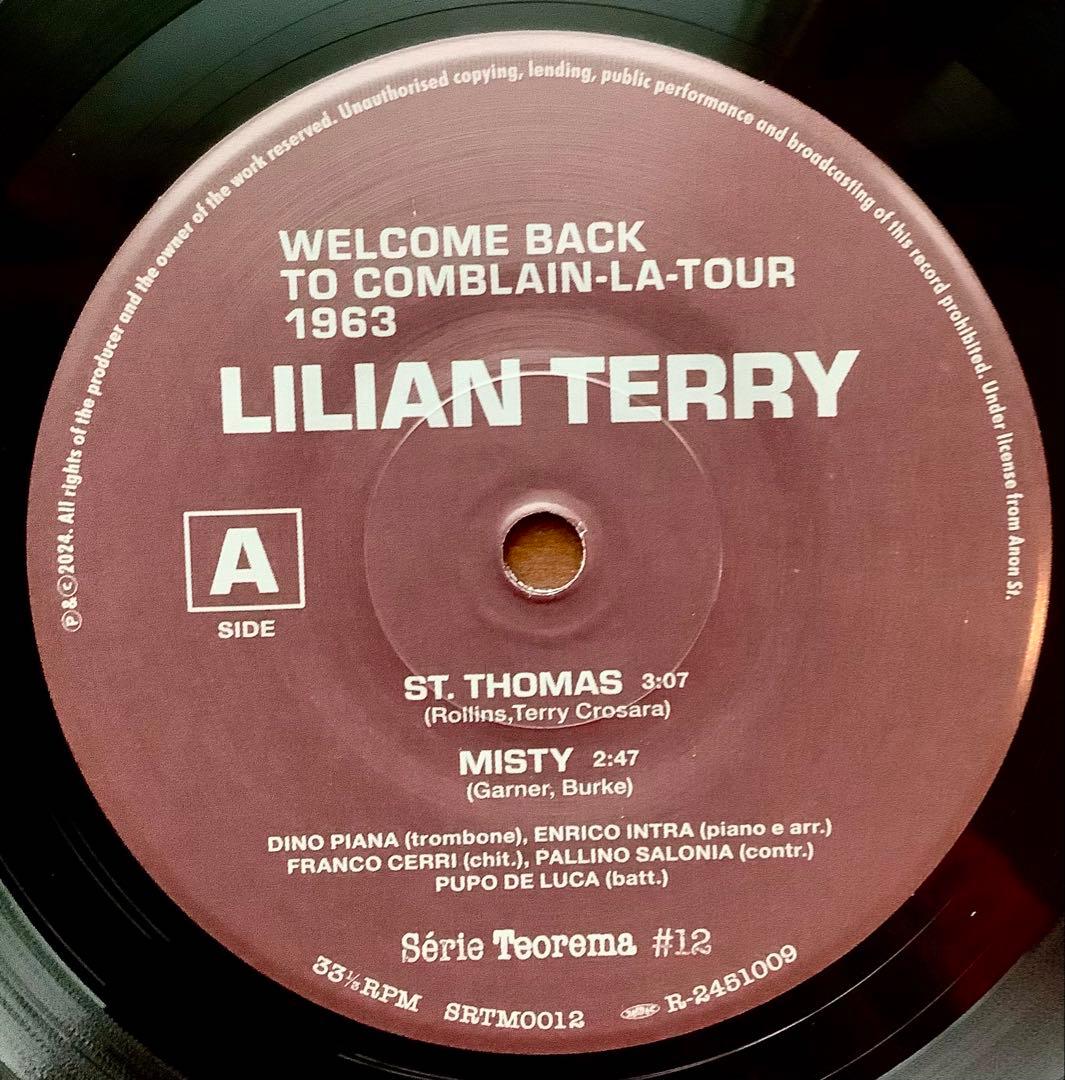 ℗ & © 2024. All rights of the producer and the owner of the work reserved. Unauthorised copying, lending, public performance and broadcasting of this record prohibited. Under license from Anon St.
WELCOME BACK
TO COMBLAIN-LA-TOUR
1963
LILIAN TERRY
A
SIDE
ST. THOMAS 3:07
(Rollins,Terry Crosara)
MISTY 2:47
(Garner, Burke)
DINO PIANA (trombone), ENRICO INTRA (piano e arr.)
FRANCO CERRI (chit.), PALLINO SALONIA (contr.)
PUPO DE LUCA (batt.)
Série Teorema #12
33⅓ RPM SRTM0012 R-2451009